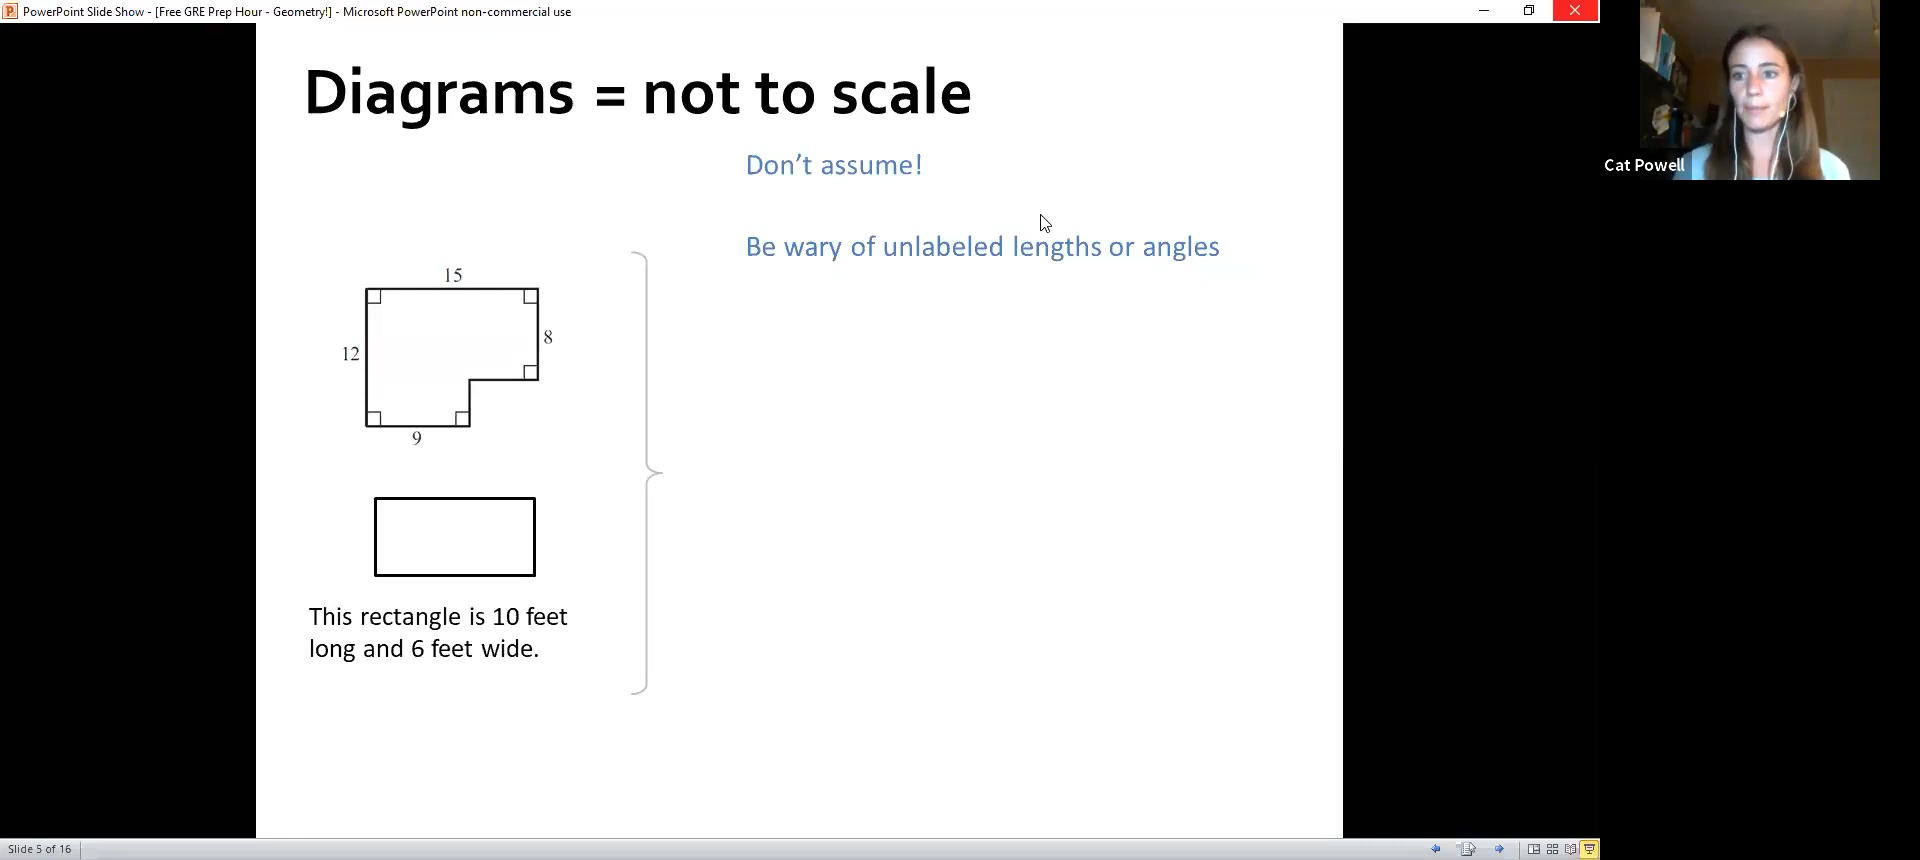 PowerPoint Slide Show - [Free GRE Prep Hour - Geometry!] - Microsoft PowerPoint non-commercial use
Diagrams = not to scale
Don't assume!
Be wary of unlabeled lengths or angles
15
12
8
9
This rectangle is 10 feet
long and 6 feet wide.
Cat Powell
Slide 5 of 16